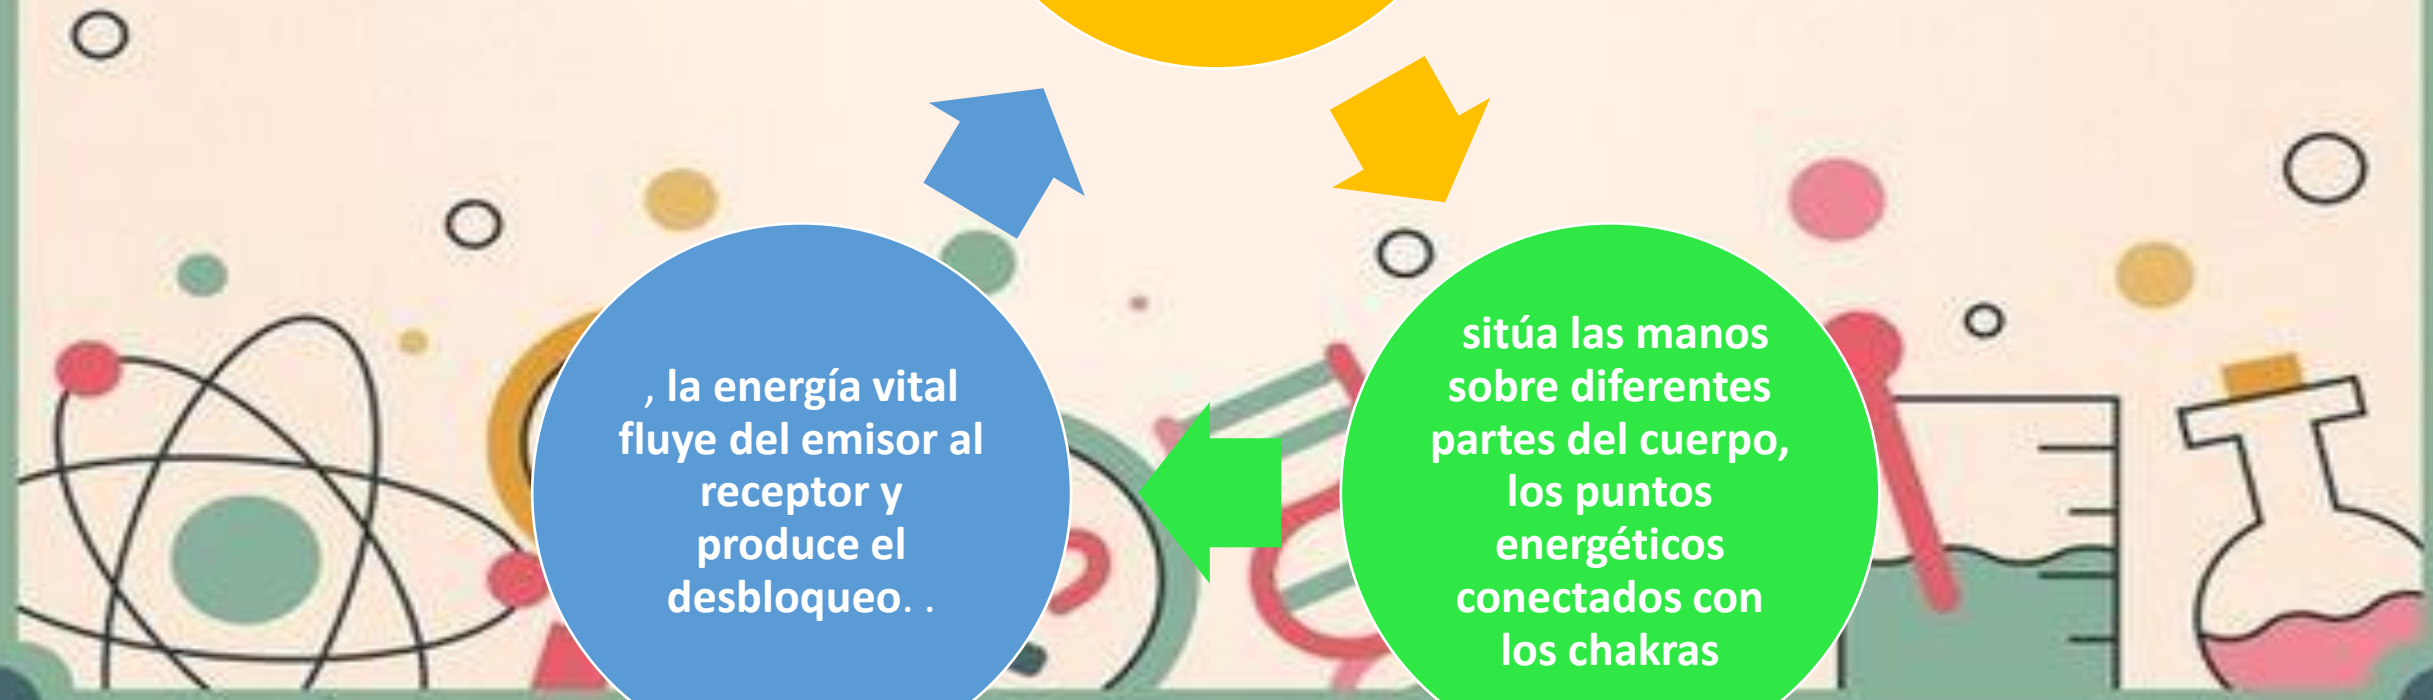 , la energía vital
fluye del emisor al
receptor y
produce el
desbloqueo. .
sitúa las manos
sobre diferentes
partes del cuerpo,
los puntos
energéticos
conectados con
los chakras